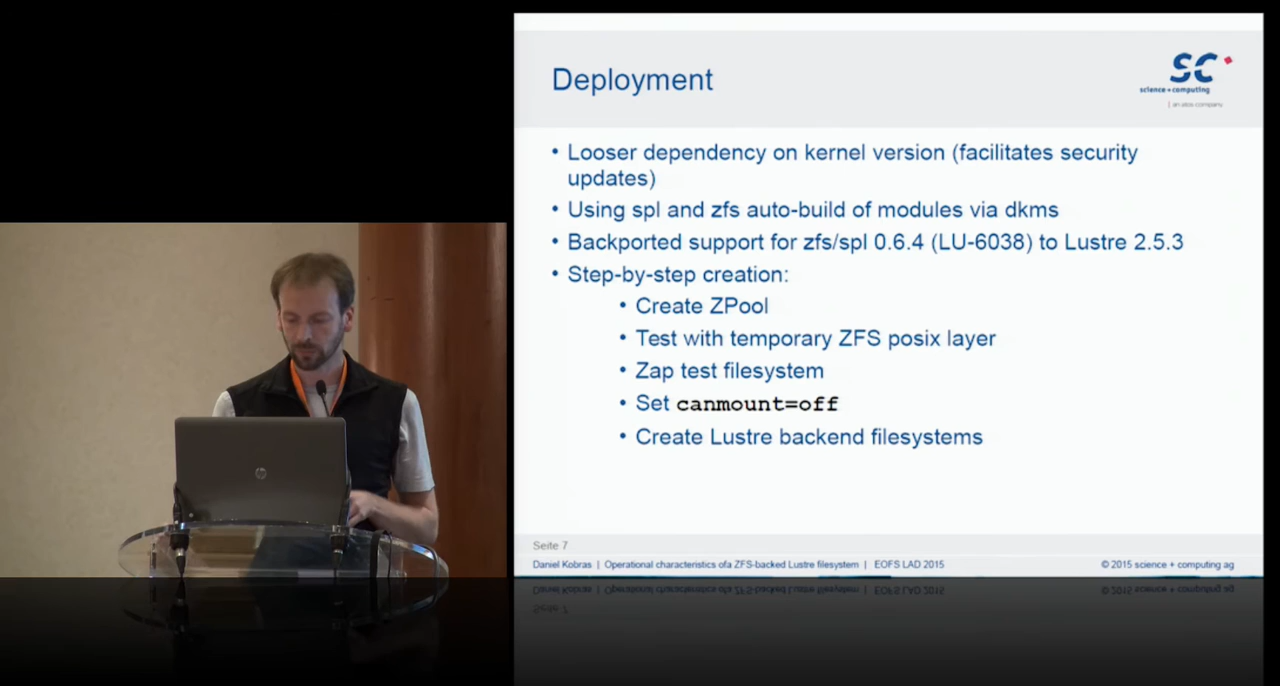 Deployment
SC
science + computing
| an atos company
• Looser dependency on kernel version (facilitates security
updates)
• Using spl and zfs auto-build of modules via dkms
• Backported support for zfs/spl 0.6.4 (LU-6038) to Lustre 2.5.3
• Step-by-step creation:
• Create ZPool
• Test with temporary ZFS posix layer
• Zap test filesystem
• Set canmount=off
• Create Lustre backend filesystems
Seite 7
Daniel Kobras | Operational characteristics ofa ZFS-backed Lustre filesystem | EOFS LAD 2015
© 2015 science + computing ag